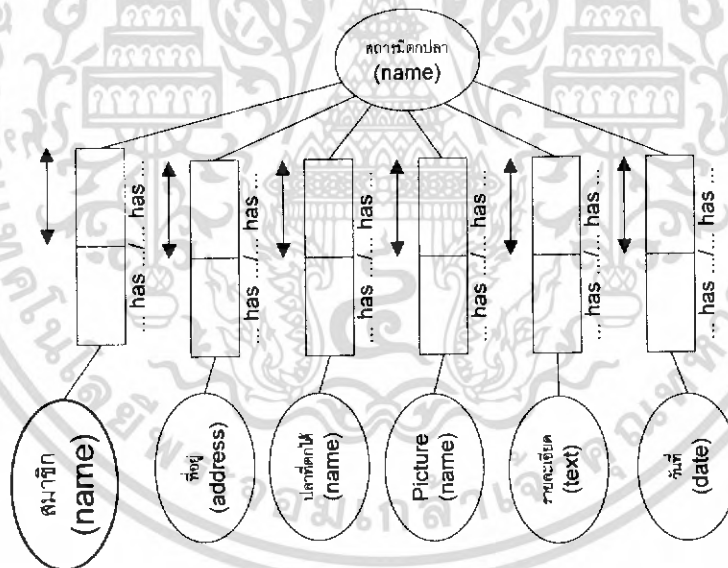 สถานีตกปลา
(name)
... has .../... has ...
... has .../... has ...
... has .../... has ...
... has .../... has ...
... has .../... has ...
... has .../... has ...
สมาชิก
(name)
ที่อยู่
(address)
ปลาที่ตกได้
(name)
Picture
(name)
รายละเอียด
(text)
วันที่
(date)